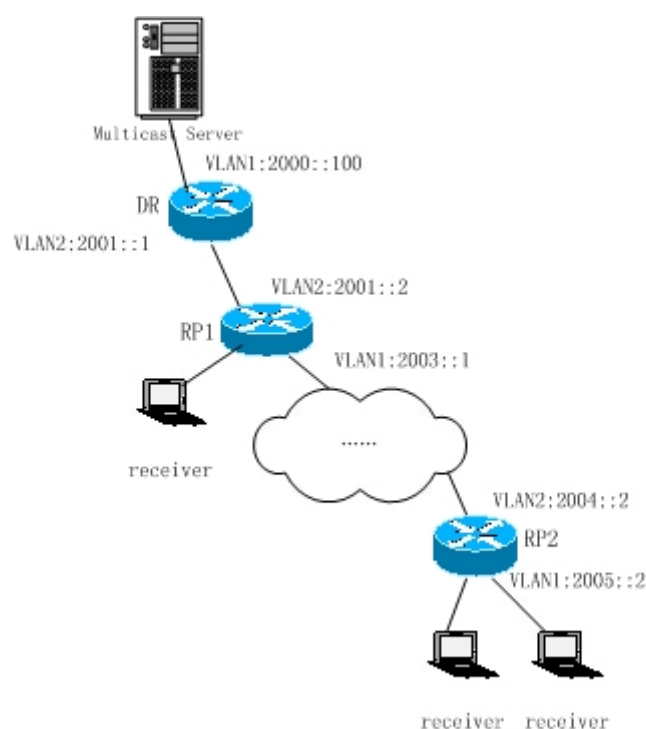 Multicast Server
VLAN1:2000::100
DR
VLAN2:2001::1
VLAN2:2001::2
RP1
VLAN1:2003::1
......
receiver
VLAN2:2004::2
RP2
VLAN1:2005::2
receiver receiver